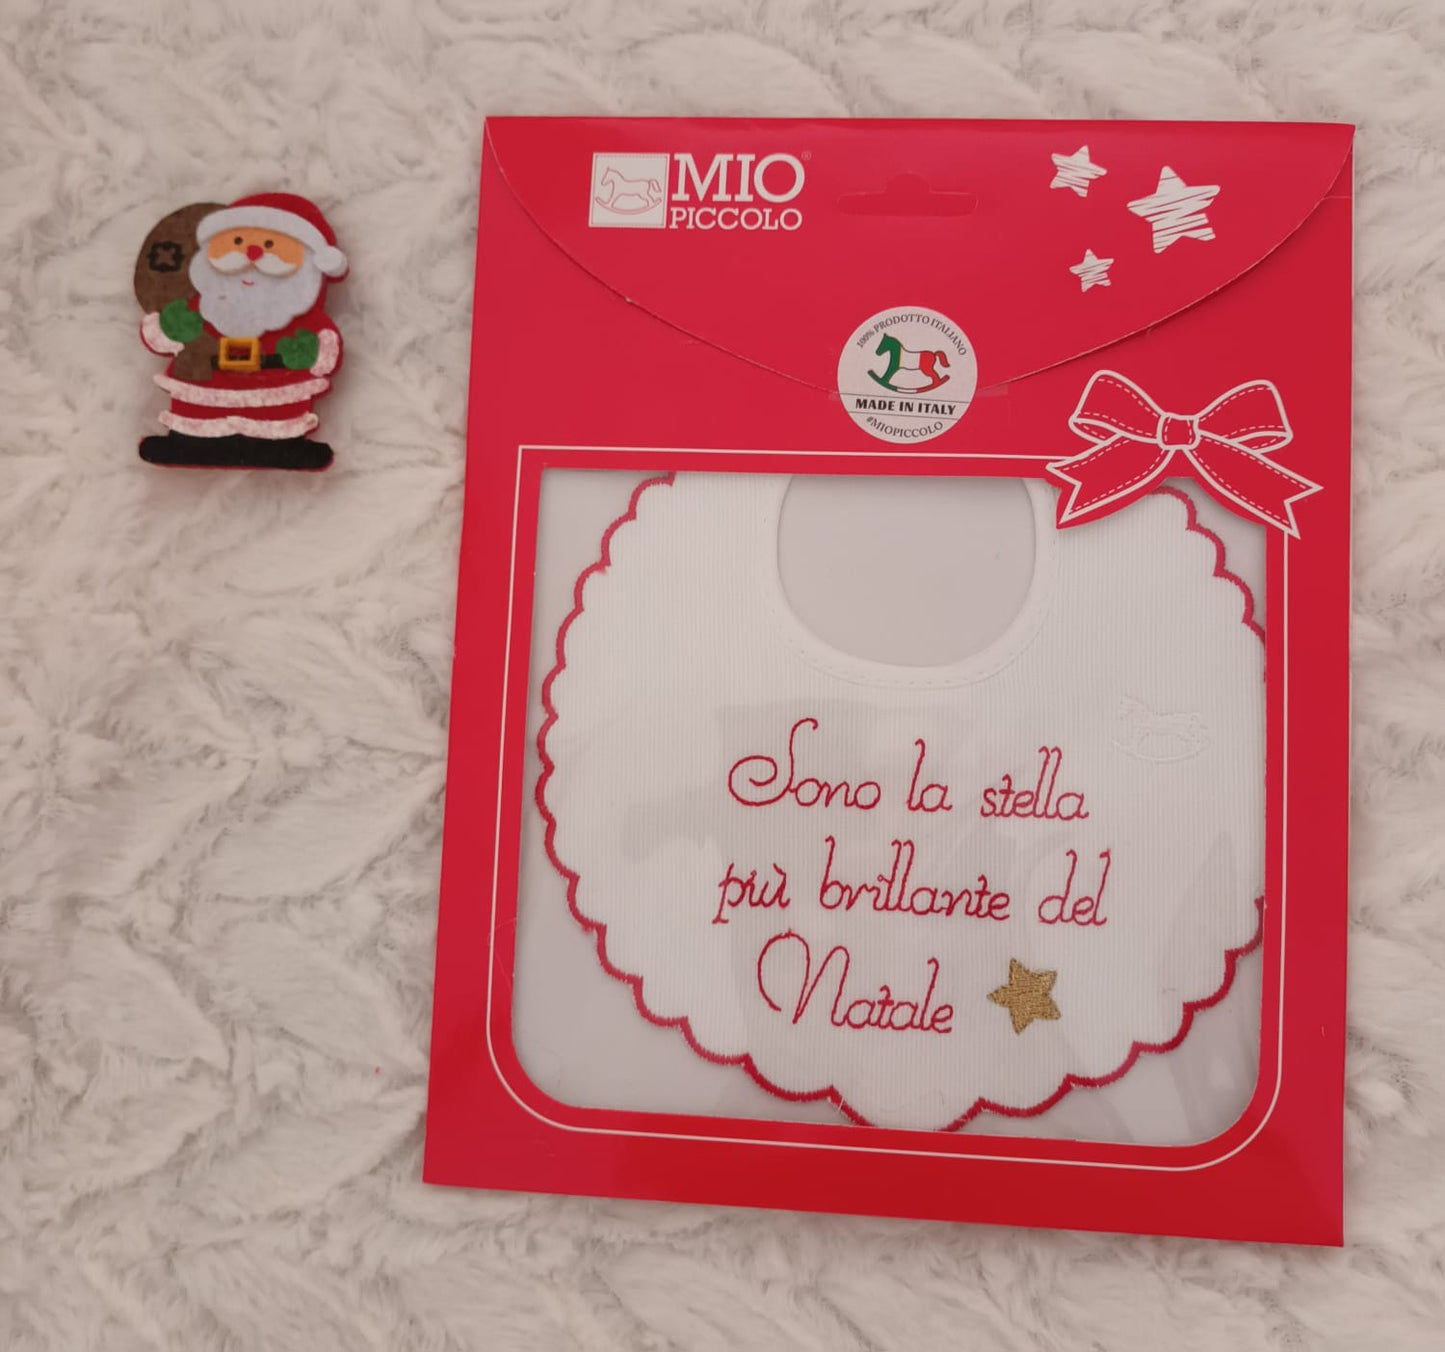 MIO®
PICCOLO
100% PRODOTTO ITALIANO
MADE IN ITALY
#MIOPICCOLO
Sono la stella
più brillante del
Natale